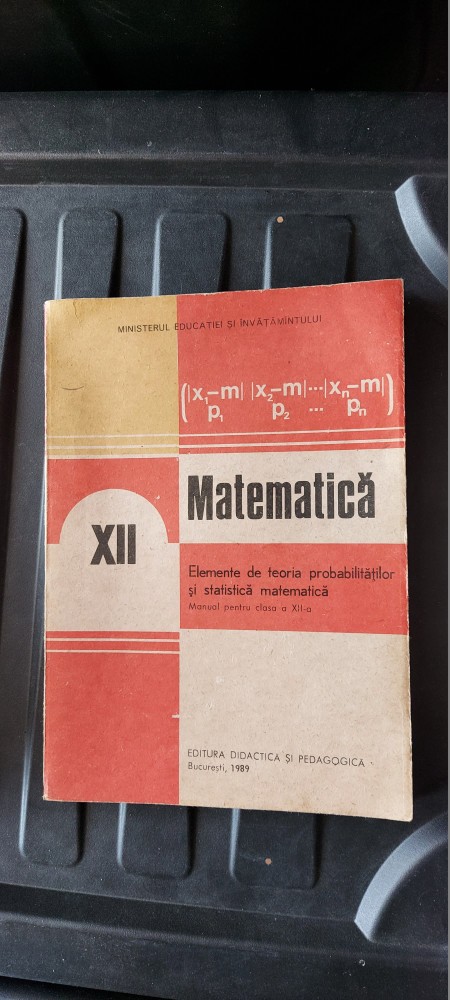 MINISTERUL EDUCAȚIEI ȘI ÎNVĂȚĂMÎNTULUI
(|x₁–m| |x₂–m| ··· |xₙ–m|)
p₁ p₂ ... pₙ
Matematică
XII
Elemente de teoria probabilităților
și statistică matematică
Manual pentru clasa a XII-a
EDITURA DIDACTICA ȘI PEDAGOGICĂ
București, 1989